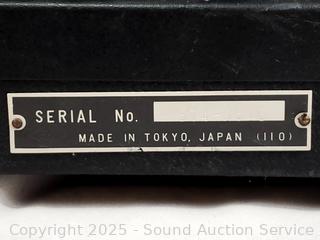 SERIAL No.
MADE IN TOKYO, JAPAN (110)
Copyright © 2025 - Sound Auction Service